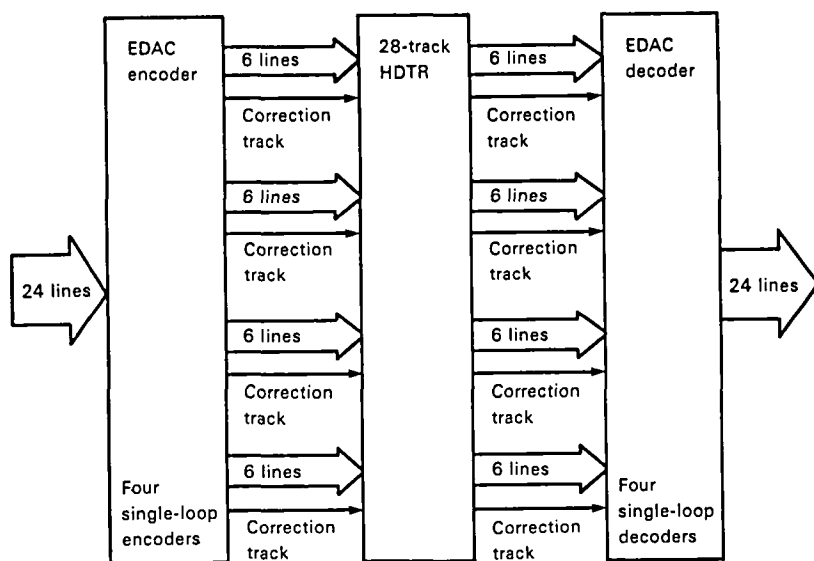 EDAC
encoder
6 lines
28-track
HDTR
6 lines
EDAC
decoder
Correction
track
Correction
track
6 lines
6 lines
Correction
track
Correction
track
24 lines
24 lines
6 lines
6 lines
Correction
track
Correction
track
6 lines
6 lines
Four
single-loop
encoders
Correction
track
Correction
track
Four
single-loop
decoders